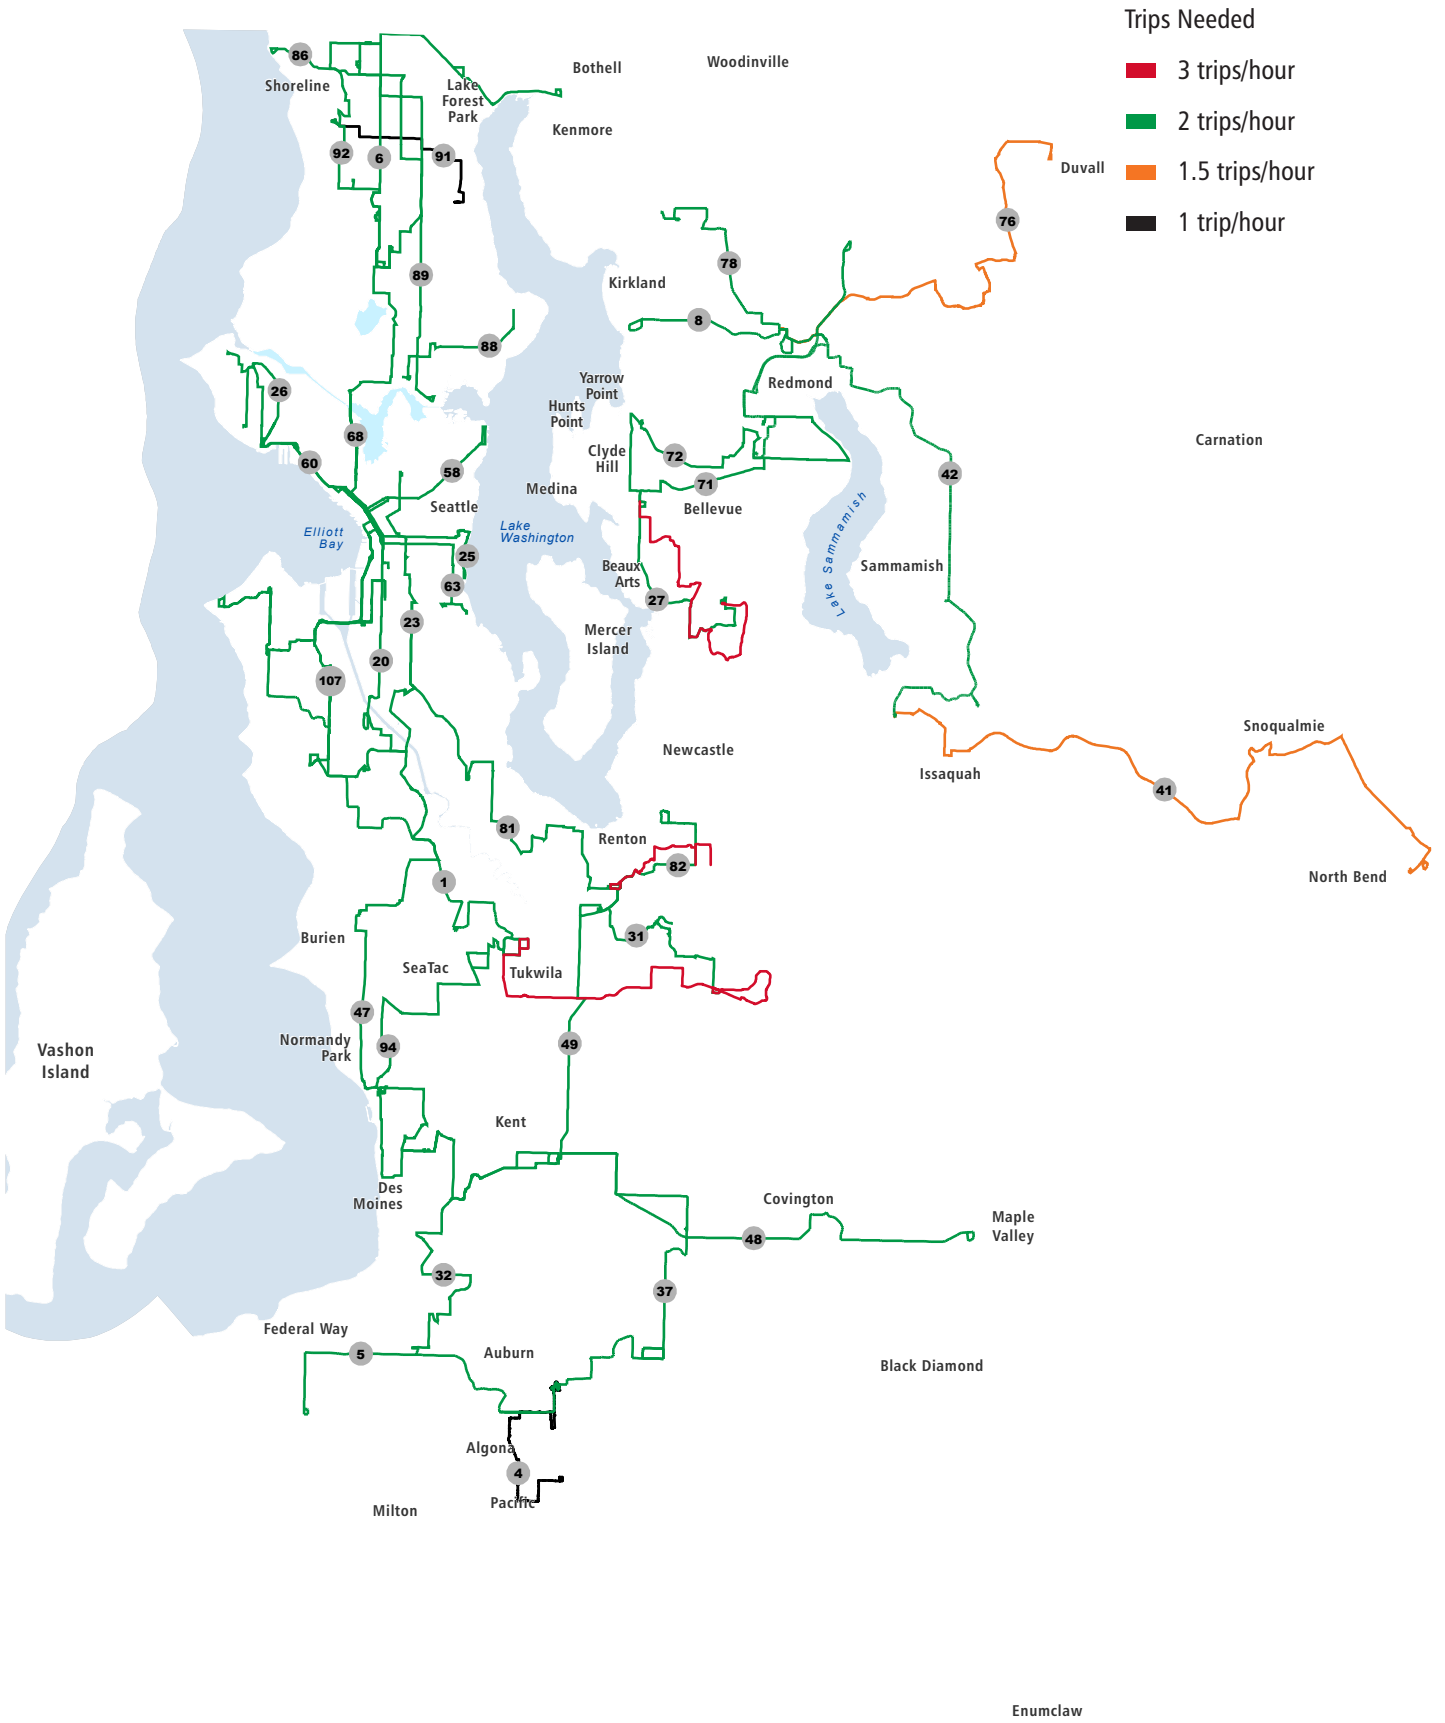 Trips Needed
3 trips/hour
2 trips/hour
1.5 trips/hour
1 trip/hour
86
Shoreline
Lake
Forest
Park
Bothell
Woodinville
Kenmore
92
6
91
Duvall
76
78
89
Kirkland
8
88
26
Yarrow
Point
Hunts
Point
Redmond
68
60
58
Clyde
Hill
72
71
42
Carnation
Seattle
Medina
Bellevue
Elliott
Bay
Lake
Washington
Lake Sammamish
25
63
Beaux
Arts
27
Sammamish
23
Mercer
Island
20
107
Newcastle
Snoqualmie
Issaquah
41
North Bend
81
Renton
82
1
Burien
31
SeaTac
Tukwila
47
Normandy
Park
94
49
Vashon
Island
Kent
Des
Moines
Covington
Maple
Valley
48
32
37
Federal Way
5
Auburn
Black Diamond
Algona
4
Pacific
Milton
Enumclaw